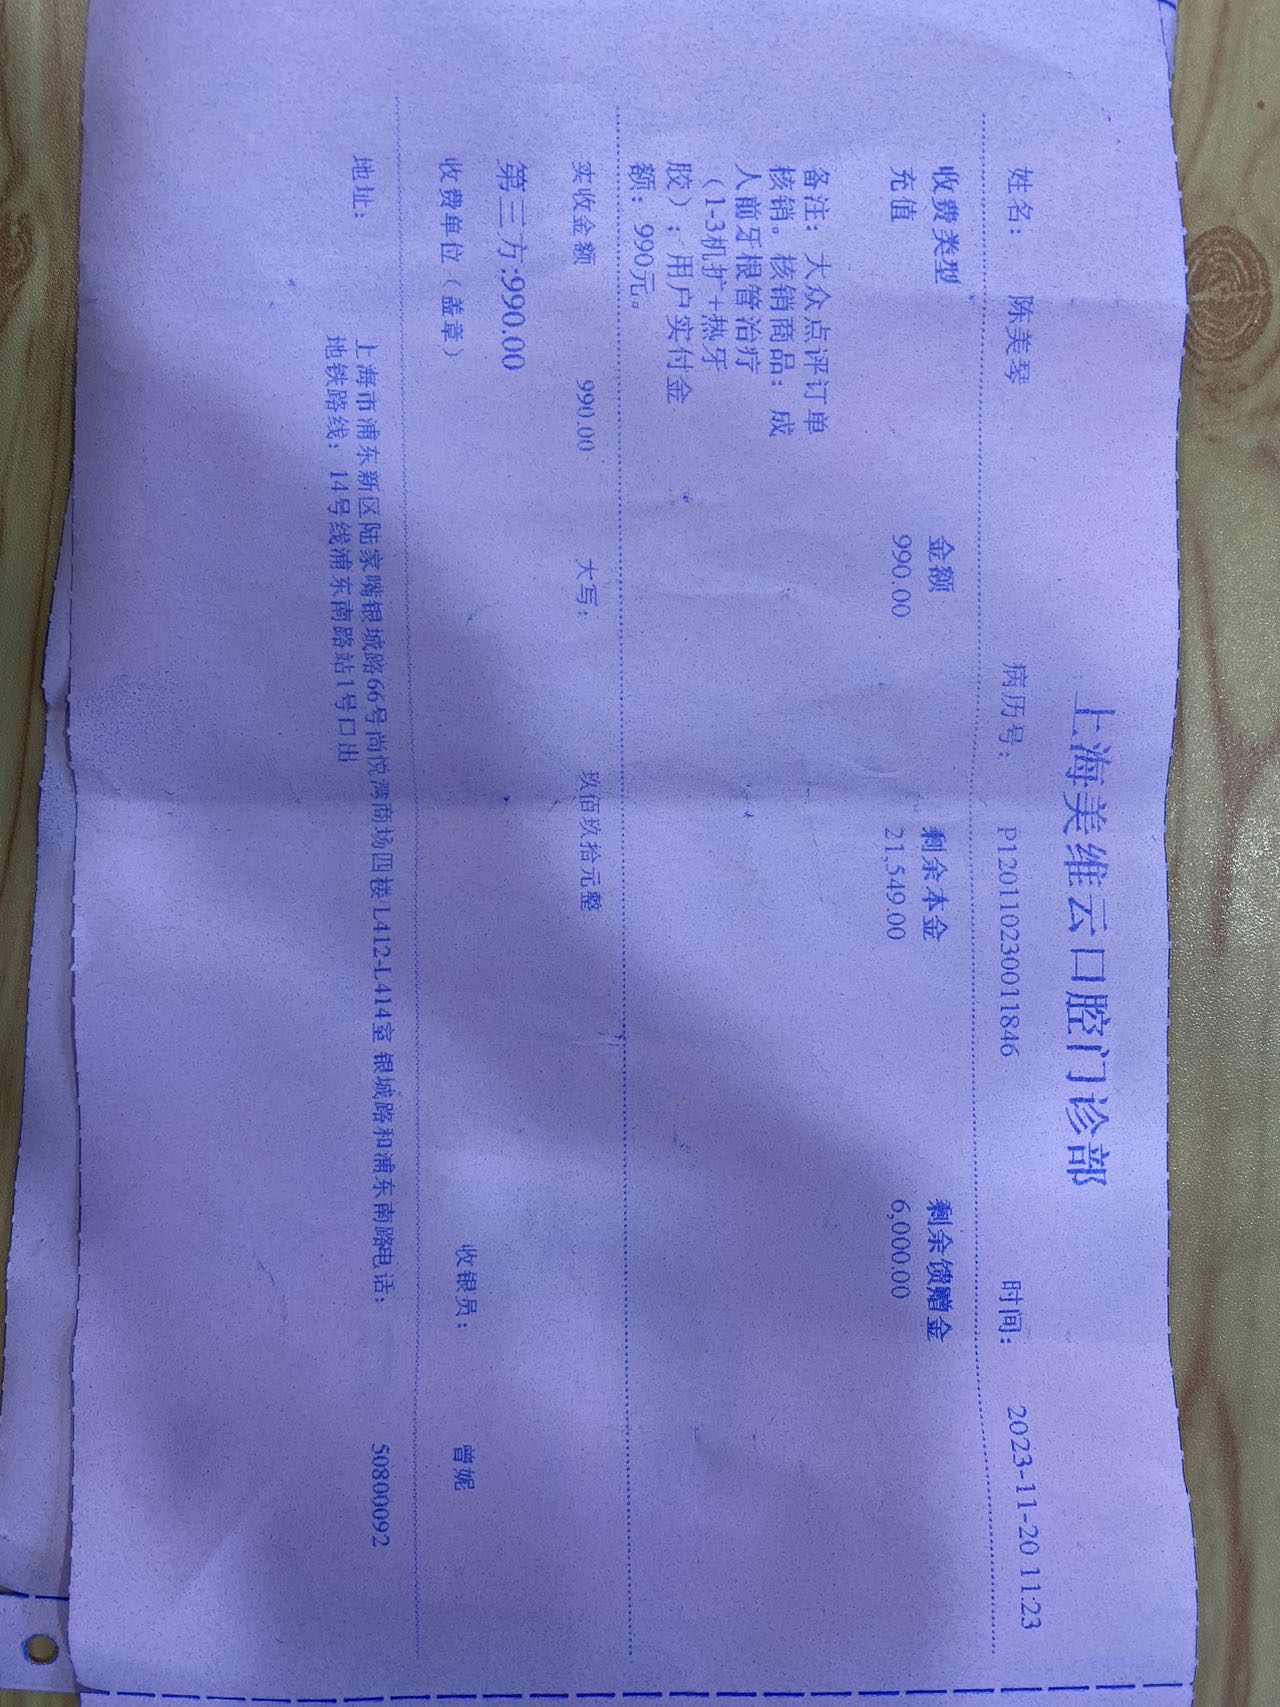 上海美维云口腔门诊部
姓名： 陈美琴 病历号： P120110230011846 时间： 2023-11-20 11:23
收费类型 金额 剩余本金 剩余馈赠金
充值 990.00 21,549.00 6,000.00
备注：大众点评订单
核销。核销商品：成
人前牙根管治疗
（1-3机扩+热牙
胶）；用户实付金
额：990元。
实收金额 990.00 大写： 玖佰玖拾元整
第三方:990.00
收费单位（盖章） 收银员： 曾妮
地址： 上海市浦东新区陆家嘴银城路66号尚悦湾商场四楼 L412-L414室 银城路和浦东南路电话： 50800092
地铁路线：14号线浦东南路站1号口出